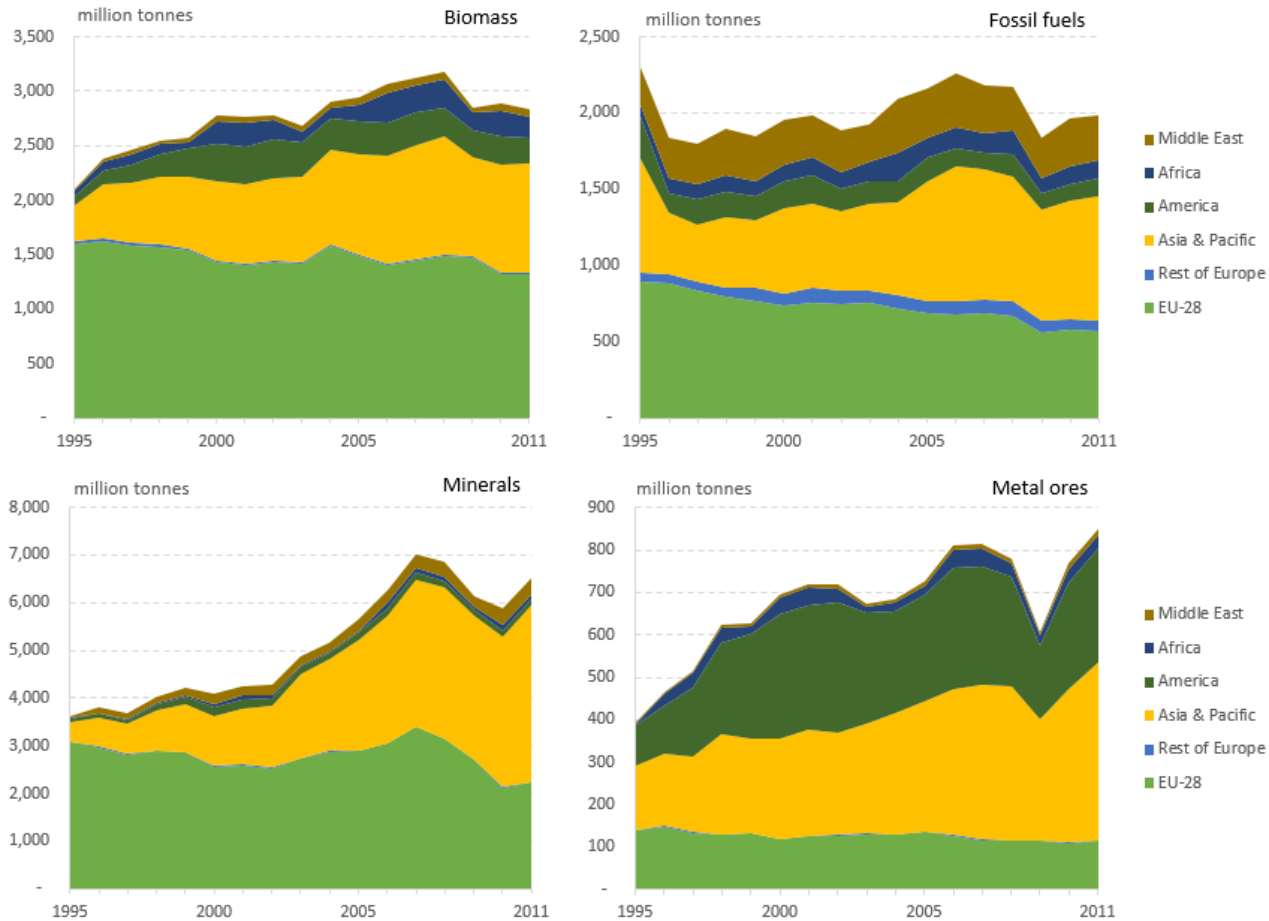 million tonnes
Biomass
3,500
3,000
2,500
2,000
1,500
1,000
500
-
1995
2000
2005
2011
million tonnes
Fossil fuels
2,500
2,000
1,500
1,000
500
-
1995
2000
2005
2011
Middle East
Africa
America
Asia & Pacific
Rest of Europe
EU-28
million tonnes
Minerals
8,000
7,000
6,000
5,000
4,000
3,000
2,000
1,000
-
1995
2000
2005
2011
million tonnes
Metal ores
900
800
700
600
500
400
300
200
100
-
1995
2000
2005
2011
Middle East
Africa
America
Asia & Pacific
Rest of Europe
EU-28